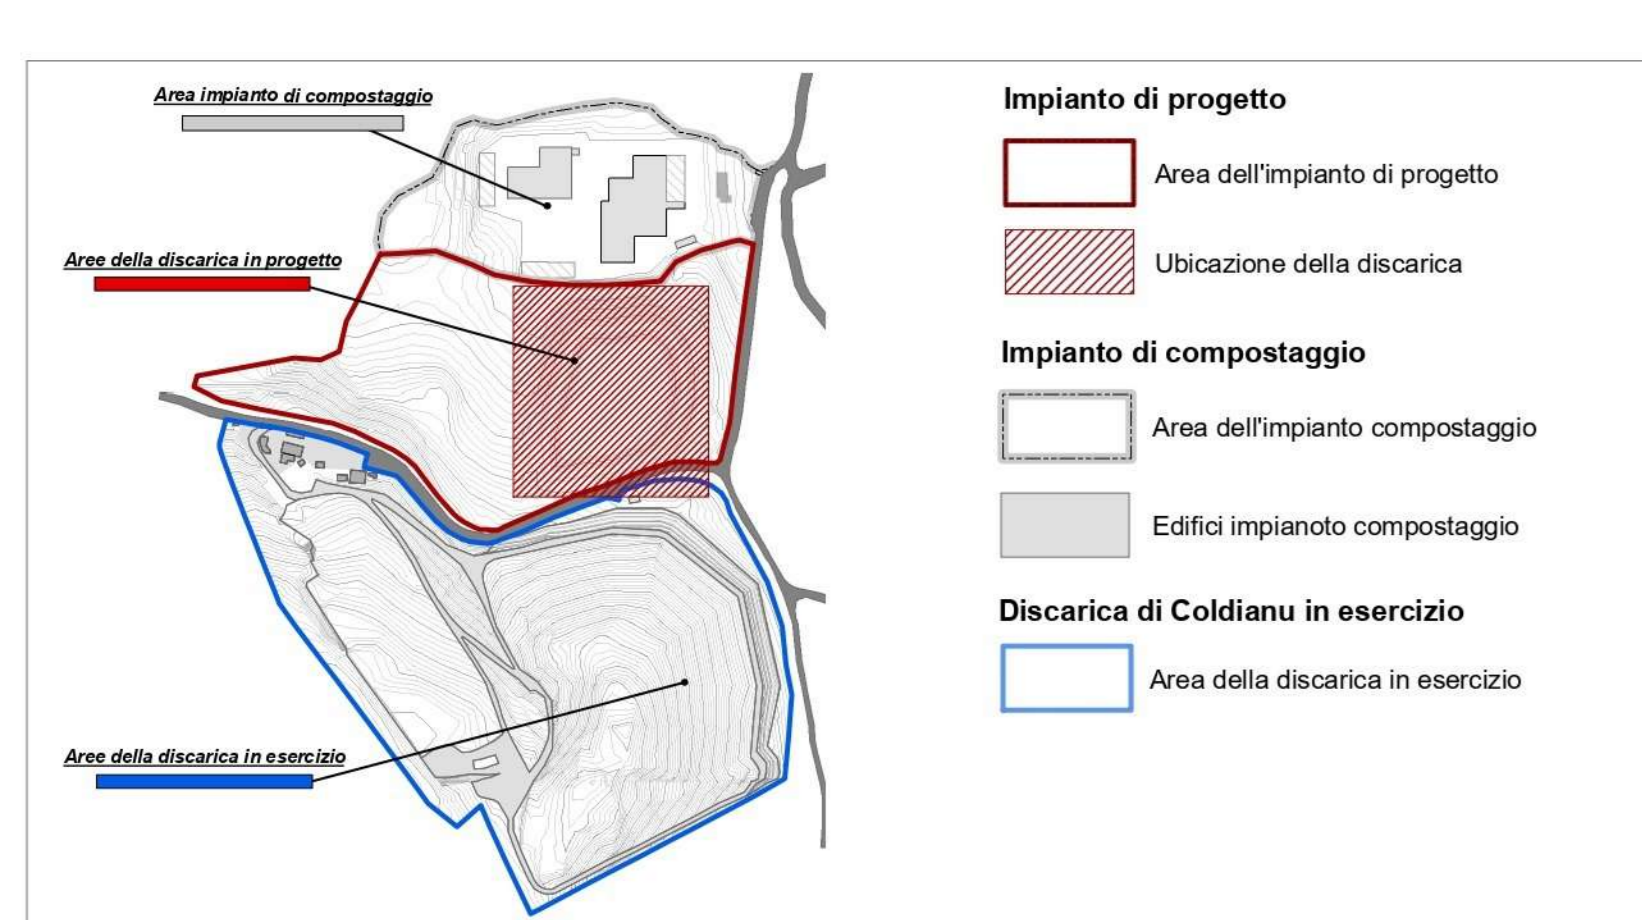 Area impianto di compostaggio
Aree della discarica in progetto
Aree della discarica in esercizio
Impianto di progetto
Area dell'impianto di progetto
Ubicazione della discarica
Impianto di compostaggio
Area dell'impianto compostaggio
Edifici impianoto compostaggio
Discarica di Coldianu in esercizio
Area della discarica in esercizio